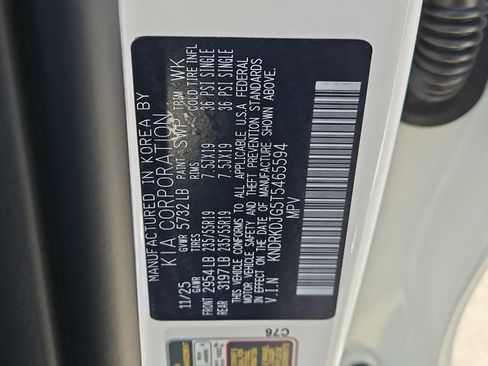 MANUFACTURED IN KOREA BY
KIA CORPORATION
11/25 GVWR 5732 LB PAINT SWP TRIM WK
GAWR TIRES RIMS COLD TIRE INFL
FRONT 2954 LB 235/55R19 7.5JX19 36 PSI SINGLE
REAR 3197 LB 235/55R19 7.5JX19 36 PSI SINGLE
THIS VEHICLE CONFORMS TO ALL APPLICABLE U.S.A FEDERAL
MOTOR VEHICLE SAFETY AND THEFT PREVENTION STANDARDS
IN EFFECT ON THE DATE OF MANUFACTURE SHOWN ABOVE.
V.I.N KNDRKDJG5T5465594
MPV
C76